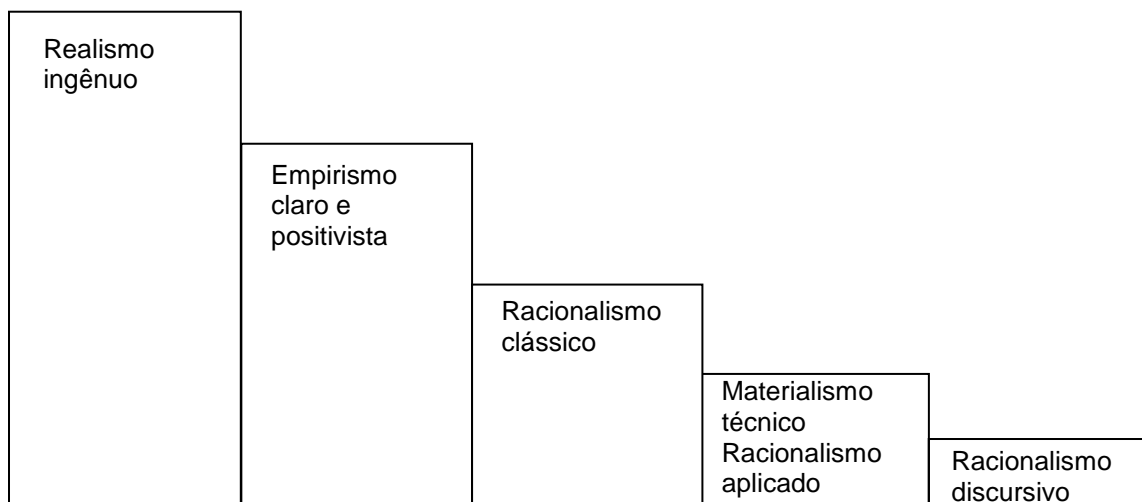 Realismo
ingênuo
Empirismo
claro e
positivista
Racionalismo
clássico
Materialismo
técnico
Racionalismo
aplicado
Racionalismo
discursivo